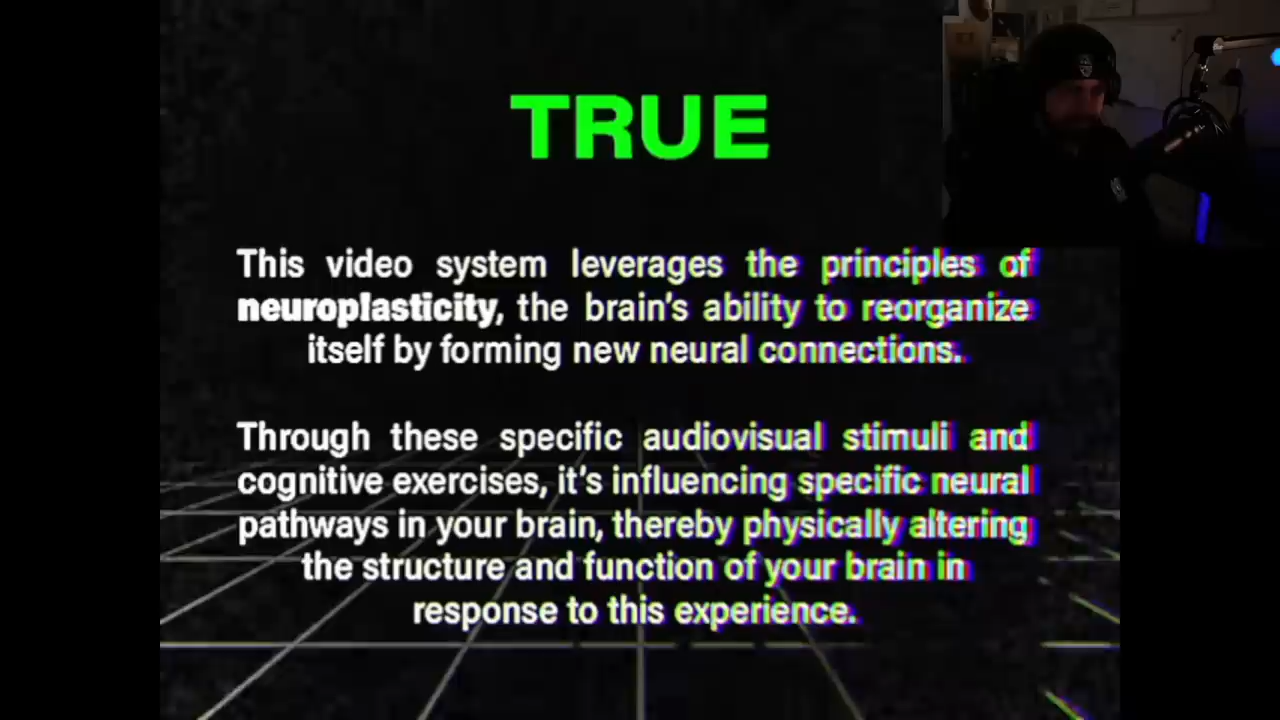 TRUE
This video system leverages the principles of
neuroplasticity, the brain's ability to reorganize
itself by forming new neural connections.
Through these specific audiovisual stimuli and
cognitive exercises, it's influencing specific neural
pathways in your brain, thereby physically altering
the structure and function of your brain in
response to this experience.